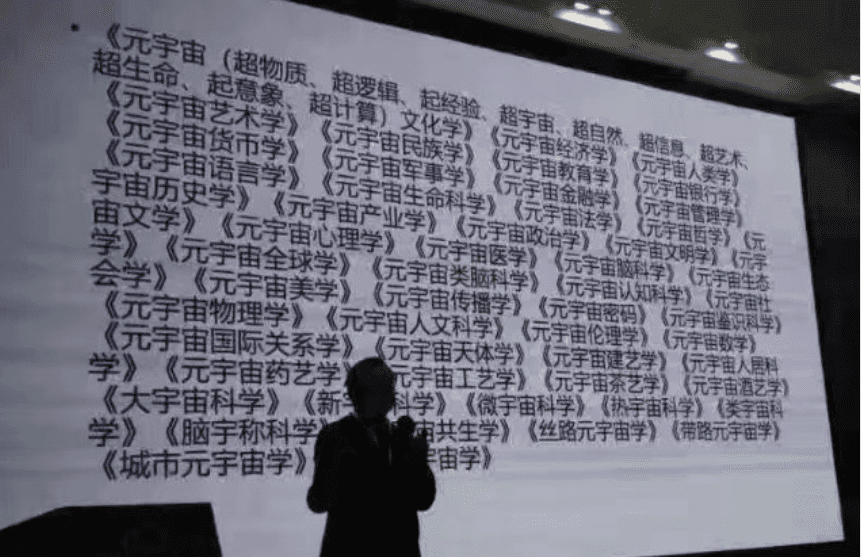 《元宇宙（超物质、超逻辑、起经验、超宇宙、超自然、超信息、超艺术、
超生命、起意象、超计算）文化学》《元宇宙经济学》《元宇宙人类学》
《元宇宙艺术学》《元宇宙民族学》《元宇宙教育学》《元宇宙银行学》
《元宇宙货币学》《元宇宙军事学》《元宇宙金融学》《元宇宙管理学》
《元宇宙语言学》《元宇宙生命科学》《元宇宙法学》《元宇宙哲学》《元
宇宙历史学》《元宇宙产业学》《元宇宙政治学》《元宇宙文明学》《元宇
宙文学》《元宇宙心理学》《元宇宙医学》《元宇宙脑科学》《元宇宙生态
学》《元宇宙全球学》《元宇宙类脑科学》《元宇宙认知科学》《元宇宙社
会学》《元宇宙美学》《元宇宙传播学》《元宇宙密码》《元宇宙鉴识科学》
《元宇宙物理学》《元宇宙人文科学》《元宇宙伦理学》《元宇宙数学》
《元宇宙国际关系学》《元宇宙天体学》《元宇宙建艺学》《元宇宙人居科
学》《元宇宙药艺学》元宇宙工艺学》《元宇宙茶艺学》《元宇宙酒艺学》
《大宇宙科学》《新宇科学》《微宇宙科学》《热宇宙科学》《类宇宙科
学》《脑宇称科学宙共生学》《丝路元宇宙学》《带路元宇宙学》
《城市元宇宙学》宇宙学》